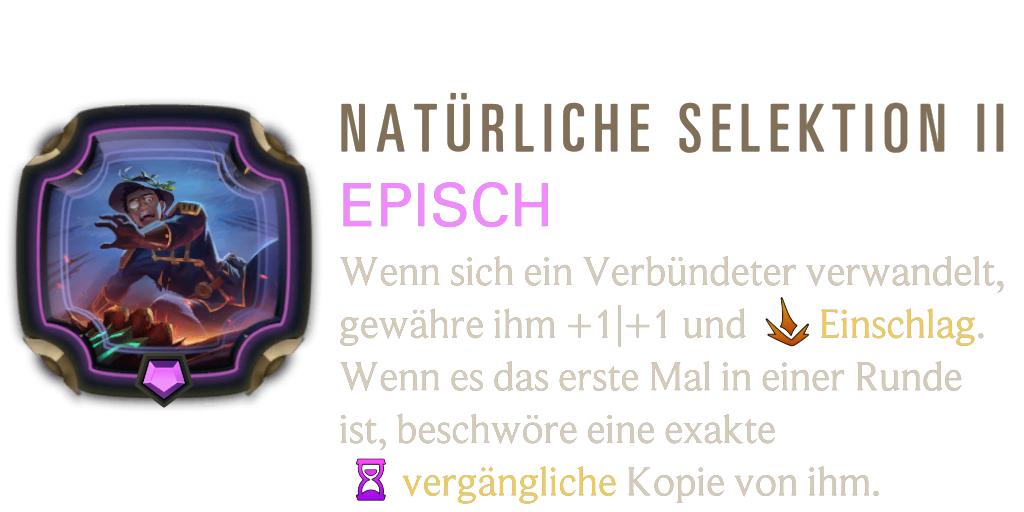 NATÜRLICHE SELEKTION II
EPISCH
Wenn sich ein Verbündeter verwandelt,
gewähre ihm +1|+1 und Einschlag.
Wenn es das erste Mal in einer Runde
ist, beschwöre eine exakte
vergängliche Kopie von ihm.